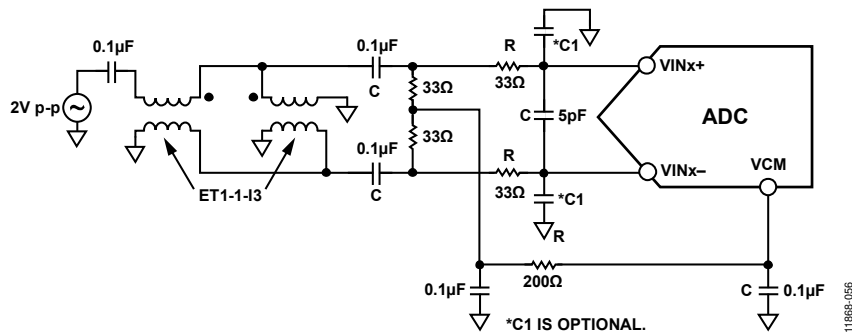 0.1µF
2V p-p
ET1-1-I3
0.1µF
C
C
0.1µF
33Ω
33Ω
R
33Ω
R
33Ω
*C1
C
5pF
*C1
R
VINx+
ADC
VINx–
VCM
0.1µF
200Ω
C
0.1µF
*C1 IS OPTIONAL.
11868-056